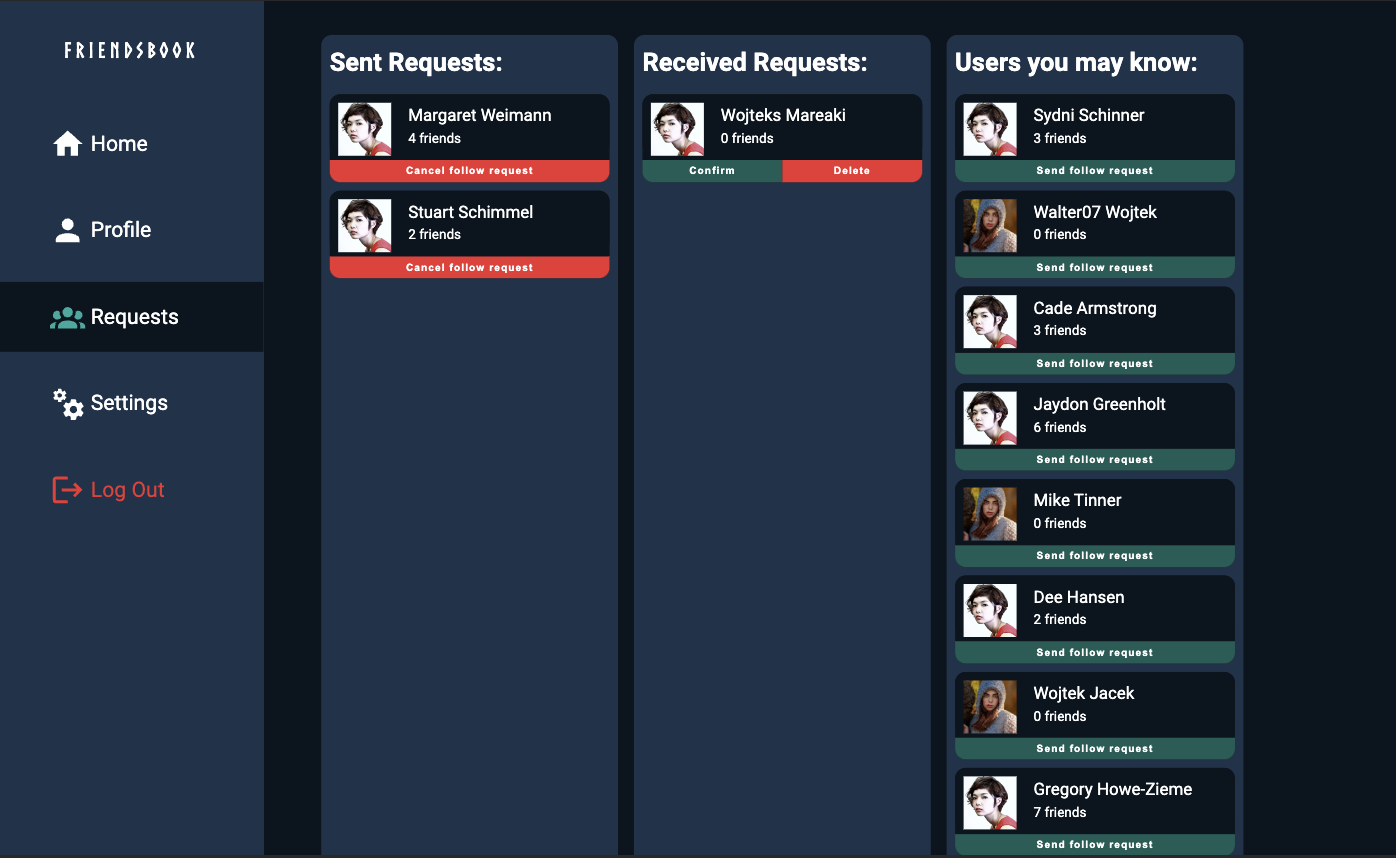 FRIENDSBOOK
Home
Profile
Requests
Settings
Log Out
Sent Requests:
Margaret Weimann
4 friends
Cancel follow request
Stuart Schimmel
2 friends
Cancel follow request
Received Requests:
Wojteks Mareaki
0 friends
Confirm
Delete
Users you may know:
Sydni Schinner
3 friends
Send follow request
Walter07 Wojtek
0 friends
Send follow request
Cade Armstrong
3 friends
Send follow request
Jaydon Greenholt
6 friends
Send follow request
Mike Tinner
0 friends
Send follow request
Dee Hansen
2 friends
Send follow request
Wojtek Jacek
0 friends
Send follow request
Gregory Howe-Zieme
7 friends
Send follow request